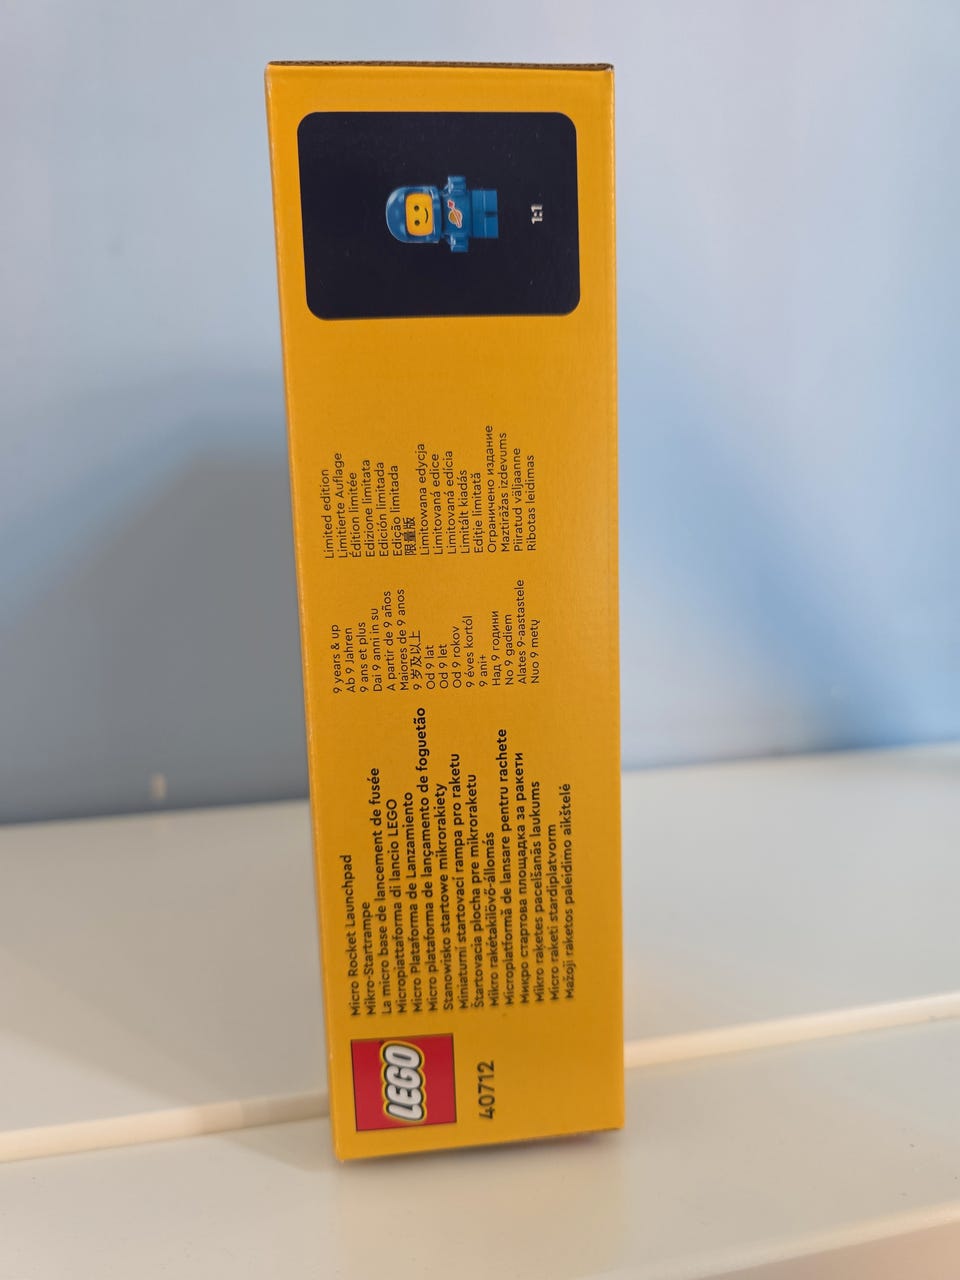 LEGO
40712
Micro Rocket Launchpad
Mikro-Startrampe
La micro base de lancement de fusée
Micropiattaforma di lancio LEGO
Micro Plataforma de Lanzamiento
Micro plataforma de lançamento de foguetão
Stanowisko startowe mikrorakiety
Miniaturní startovací rampa pro raketu
Štartovacia plocha pre mikroraketu
Mikro rakétakilövő-állomás
Microplatformă de lansare pentru rachete
Микро стартова площадка за ракети
Mikro raketes pacelšanās laukums
Micro raketi stardiplatvorm
Mažoji raketos paleidimo aikštelė
9 years & up
Ab 9 Jahren
9 ans et plus
Dai 9 anni in su
A partir de 9 años
Maiores de 9 anos
9 岁及以上
Od 9 lat
Od 9 let
Od 9 rokov
9 éves kortól
9 ani+
Над 9 години
No 9 gadiem
Alates 9-aastastele
Nuo 9 metų
Limited edition
Limitierte Auflage
Édition limitée
Edizione limitata
Edición limitada
Edição limitada
限量版
Limitowana edycja
Limitovaná edice
Limitovaná edícia
Limitált kiadás
Ediție limitată
Ограничено издание
Maztirāžas izdevums
Piiratud väljaanne
Ribotas leidimas
1:1